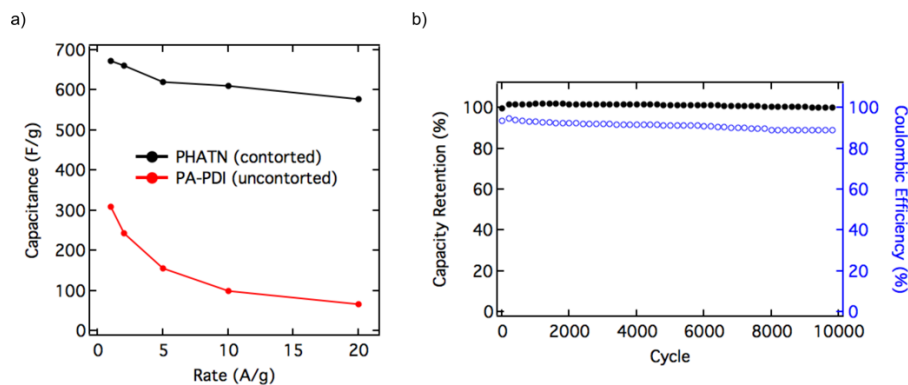 a)
700
600
500
400
300
200
100
0
Capacitance (F/g)
PHATN (contorted)
PA-PDI (uncontorted)
0 5 10 15 20
Rate (A/g)
b)
100
80
60
40
20
0
Capacity Retention (%)
100
80
60
40
20
0
Coulombic Efficiency (%)
0 2000 4000 6000 8000 10000
Cycle